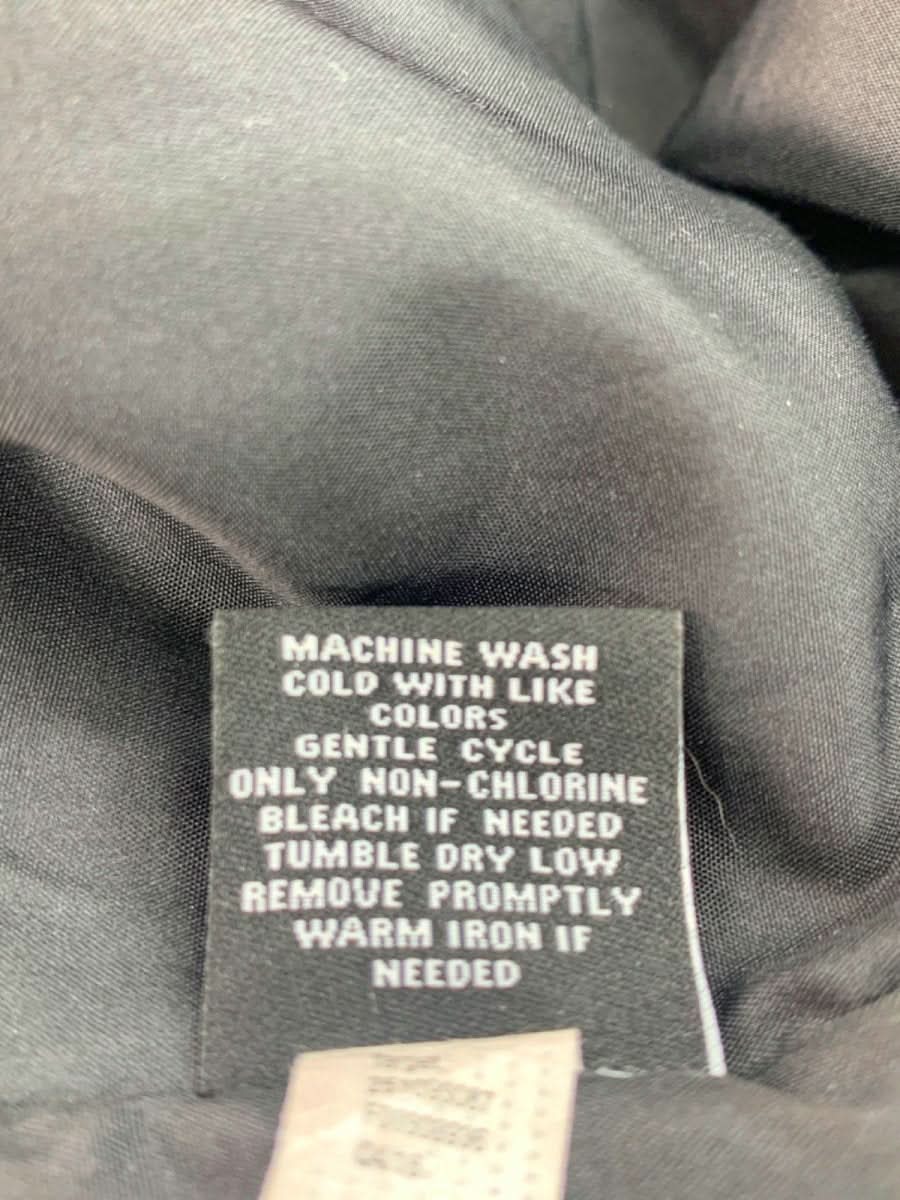 MACHINE WASH
COLD WITH LIKE
COLORS
GENTLE CYCLE
ONLY NON-CHLORINE
BLEACH IF NEEDED
TUMBLE DRY LOW
REMOVE PROMPTLY
WARM IRON IF
NEEDED